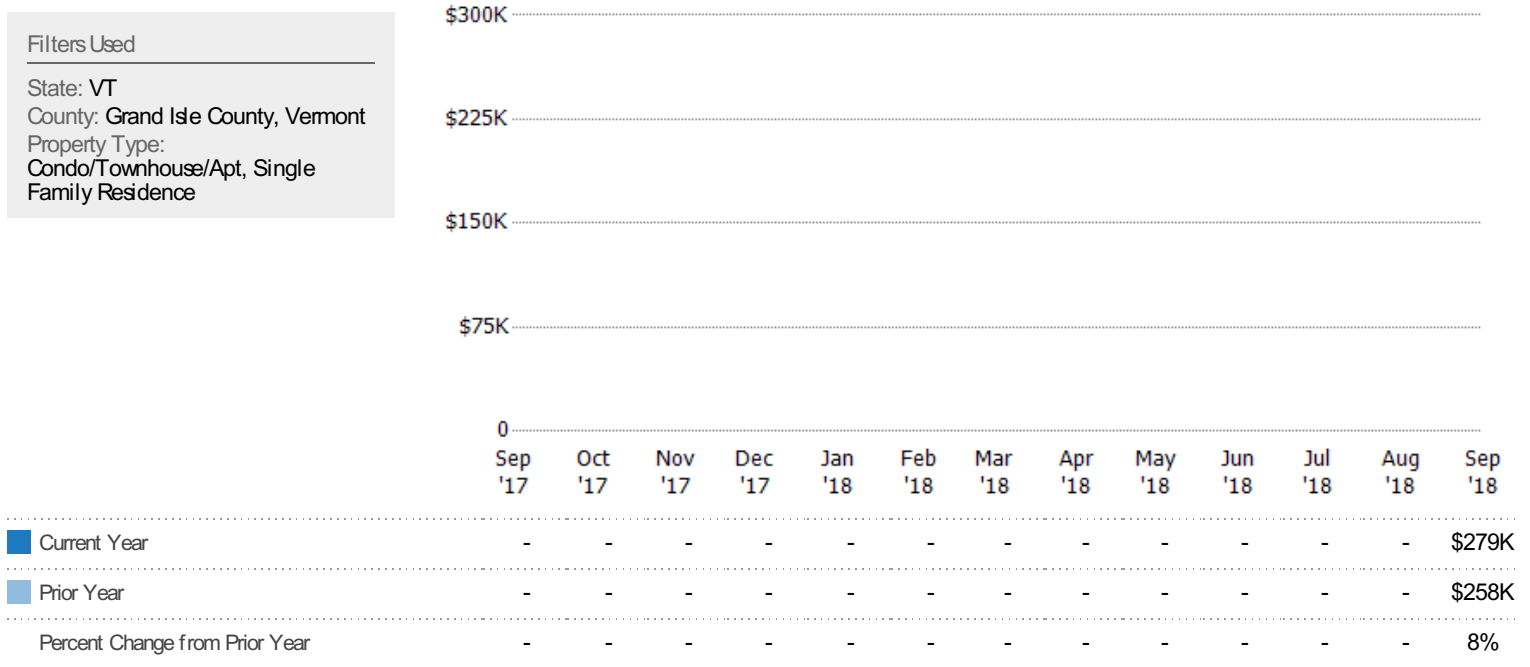 Filters Used
State: VT
County: Grand Isle County, Vermont
Property Type:
Condo/Townhouse/Apt, Single
Family Residence
$300K
$225K
$150K
$75K
0
Sep Oct Nov Dec Jan Feb Mar Apr May Jun Jul Aug Sep
'17 '17 '17 '17 '18 '18 '18 '18 '18 '18 '18 '18 '18
Current Year - - - - - - - - - - - - $279K
Prior Year - - - - - - - - - - - - $258K
Percent Change from Prior Year - - - - - - - - - - - - 8%